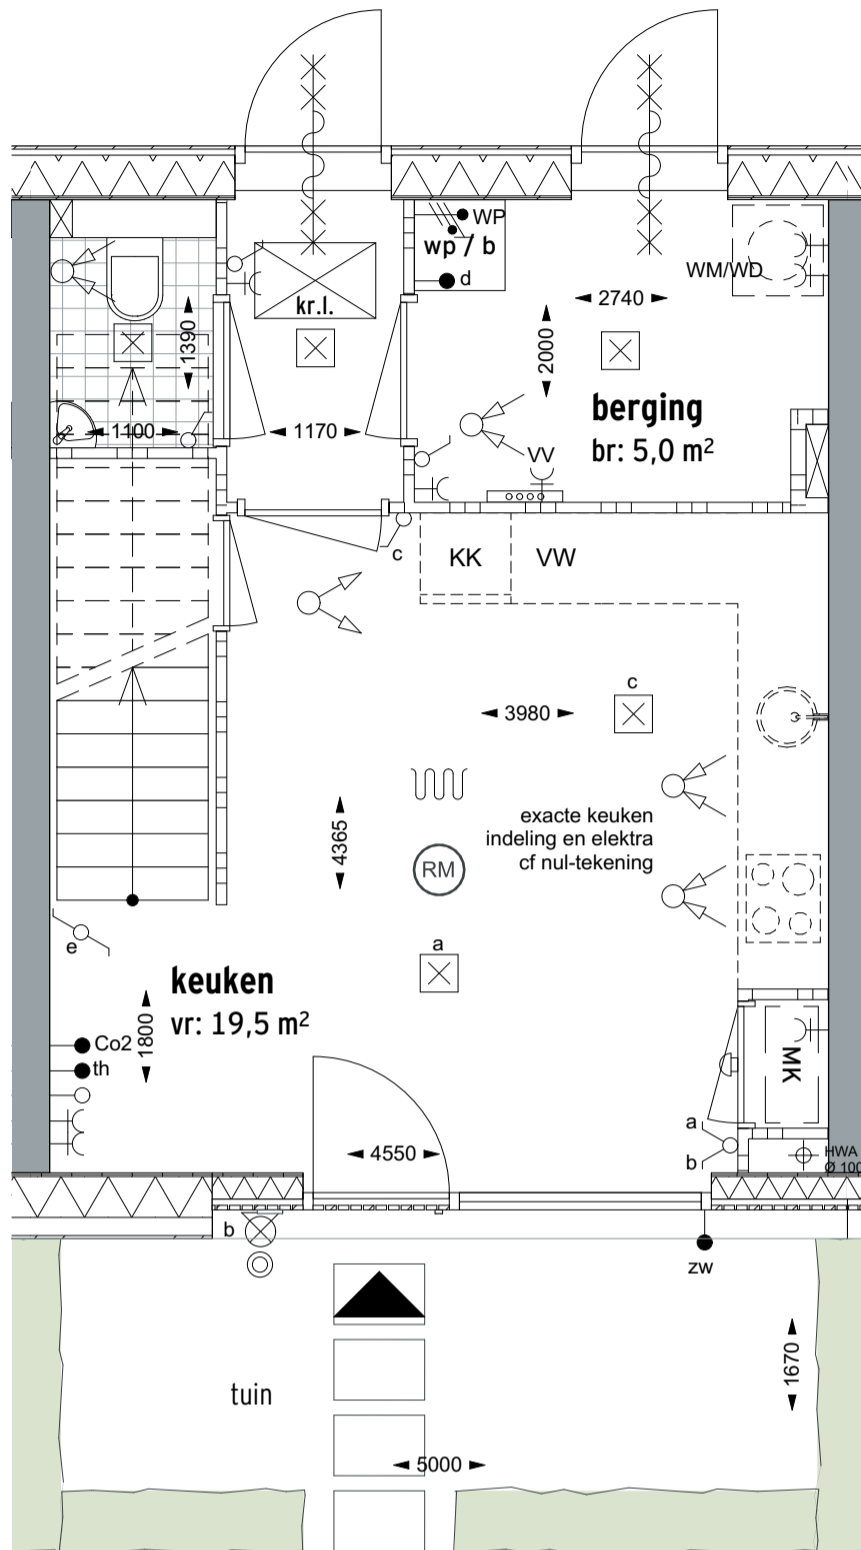 WP
wp / b
d
WM/WD
kr.l.
2740
1390
2000
berging
br: 5,0 m²
1100
1170
VV
c
KK
VW
c
3980
exacte keuken
indeling en elektra
cf nul-tekening
4365
RM
a
e
keuken
vr: 19,5 m²
1800
Co2
th
MK
a
b
4550
HWA
Ø 100
b
zw
1670
tuin
5000